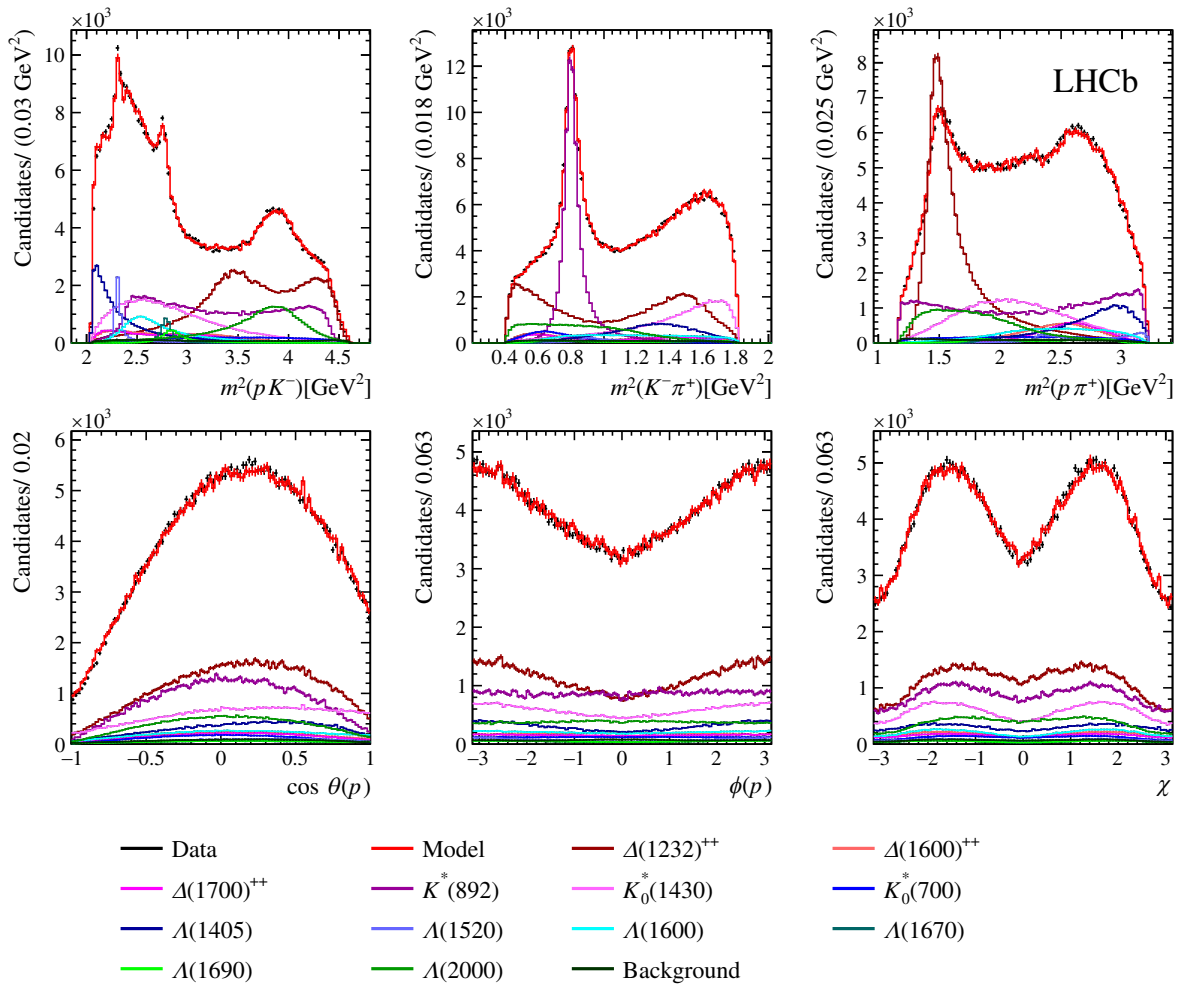 ×10³ ×10³ ×10³
Candidates/ (0.03 GeV²)
10
8
6
4
2
0
2 2.5 3 3.5 4 4.5
m²(p K⁻)[GeV²]
Candidates/ (0.018 GeV²)
12
10
8
6
4
2
0
0.4 0.6 0.8 1 1.2 1.4 1.6 1.8 2
m²(K⁻π⁺)[GeV²]
Candidates/ (0.025 GeV²)
LHCb
8
7
6
5
4
3
2
1
0
1 1.5 2 2.5 3
m²(p π⁺)[GeV²]
×10³ ×10³ ×10³
Candidates/ 0.02
6
5
4
3
2
1
0
−1 −0.5 0 0.5 1
cos θ(p)
Candidates/ 0.063
5
4
3
2
1
0
−3 −2 −1 0 1 2 3
ϕ(p)
Candidates/ 0.063
5
4
3
2
1
0
−3 −2 −1 0 1 2 3
χ
Data Model Δ(1232)⁺⁺ Δ(1600)⁺⁺
Δ(1700)⁺⁺ K*(892) K*₀(1430) K*₀(700)
Λ(1405) Λ(1520) Λ(1600) Λ(1670)
Λ(1690) Λ(2000) Background